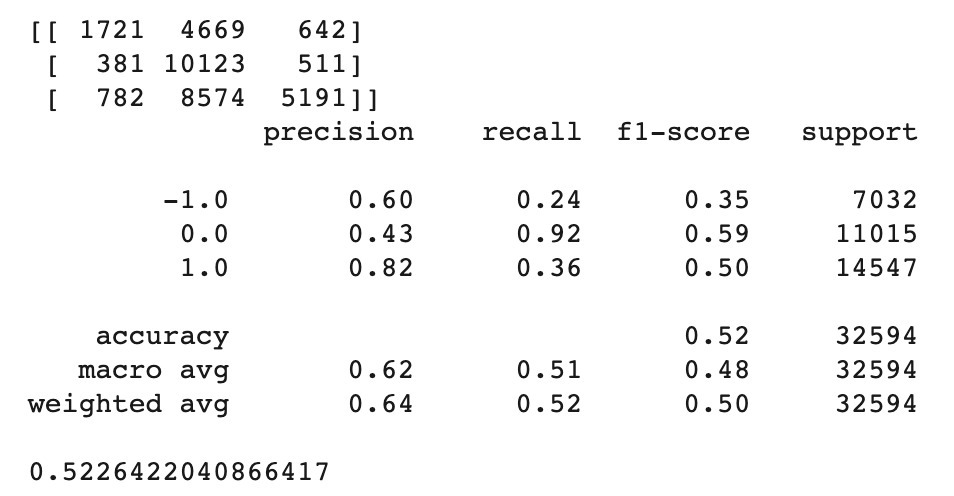 [[ 1721 4669 642]
[ 381 10123 511]
[ 782 8574 5191]]
precision recall f1-score support
-1.0 0.60 0.24 0.35 7032
0.0 0.43 0.92 0.59 11015
1.0 0.82 0.36 0.50 14547
accuracy 0.52 32594
macro avg 0.62 0.51 0.48 32594
weighted avg 0.64 0.52 0.50 32594
0.5226422040866417